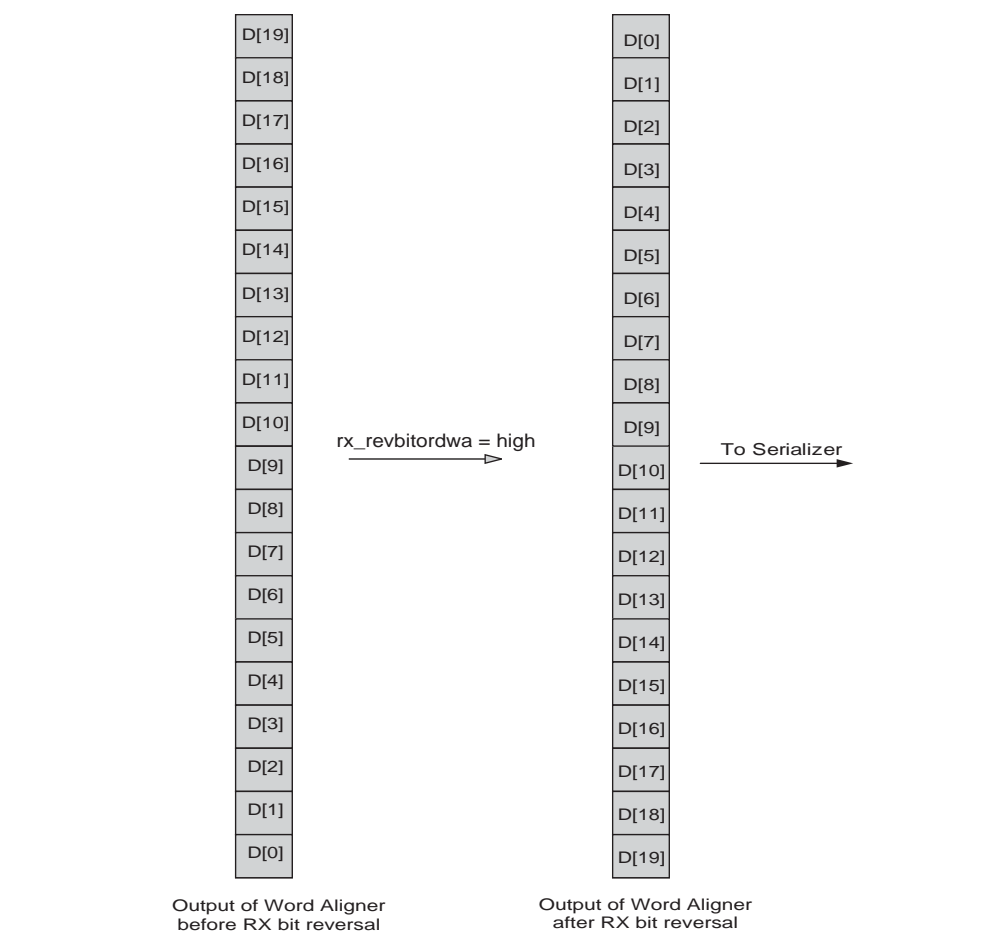 D[19]
D[18]
D[17]
D[16]
D[15]
D[14]
D[13]
D[12]
D[11]
D[10]
D[9]
D[8]
D[7]
D[6]
D[5]
D[4]
D[3]
D[2]
D[1]
D[0]
Output of Word Aligner
before RX bit reversal
rx_revbitordwa = high
D[0]
D[1]
D[2]
D[3]
D[4]
D[5]
D[6]
D[7]
D[8]
D[9]
D[10]
D[11]
D[12]
D[13]
D[14]
D[15]
D[16]
D[17]
D[18]
D[19]
Output of Word Aligner
after RX bit reversal
To Serializer